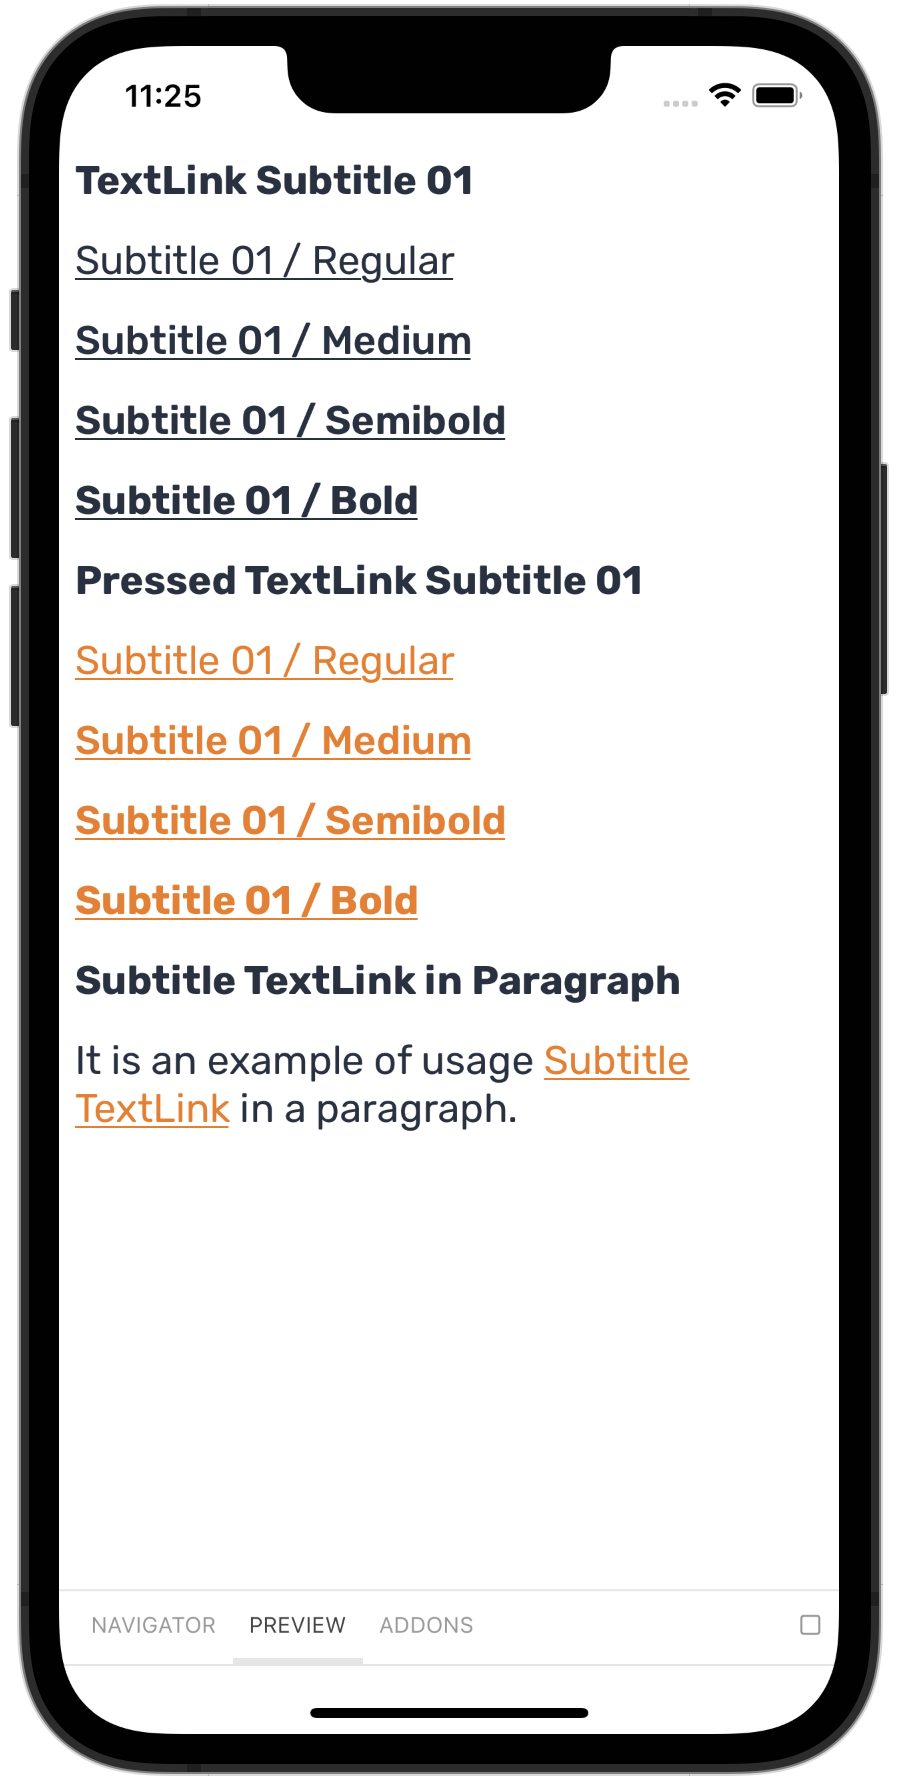 11:25
TextLink Subtitle 01
Subtitle 01 / Regular
Subtitle 01 / Medium
Subtitle 01 / Semibold
Subtitle 01 / Bold
Pressed TextLink Subtitle 01
Subtitle 01 / Regular
Subtitle 01 / Medium
Subtitle 01 / Semibold
Subtitle 01 / Bold
Subtitle TextLink in Paragraph
It is an example of usage Subtitle
TextLink in a paragraph.
NAVIGATOR PREVIEW ADDONS